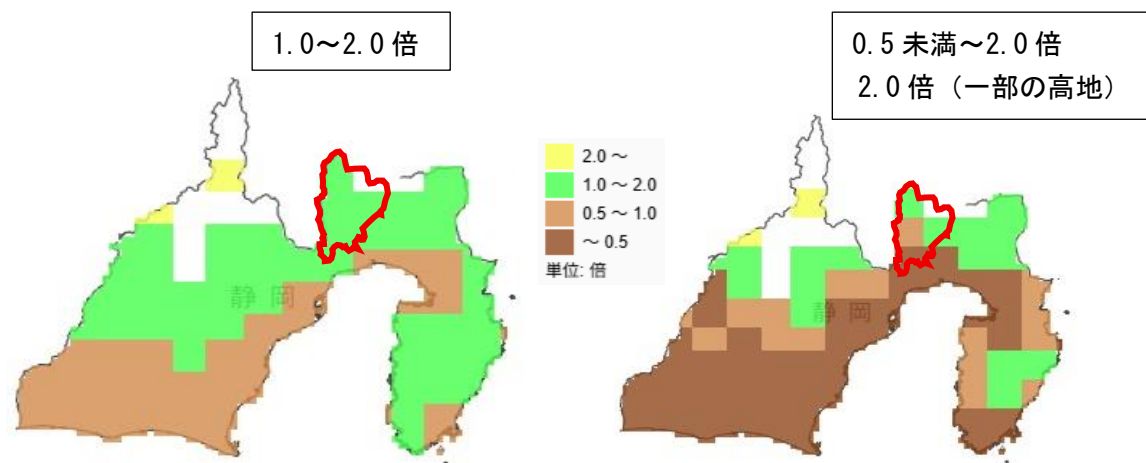 1.0～2.0 倍
0.5 未満～2.0 倍
2.0 倍（一部の高地）
2.0 ～
1.0 ～ 2.0
0.5 ～ 1.0
～ 0.5
単位: 倍
静 岡
静 岡